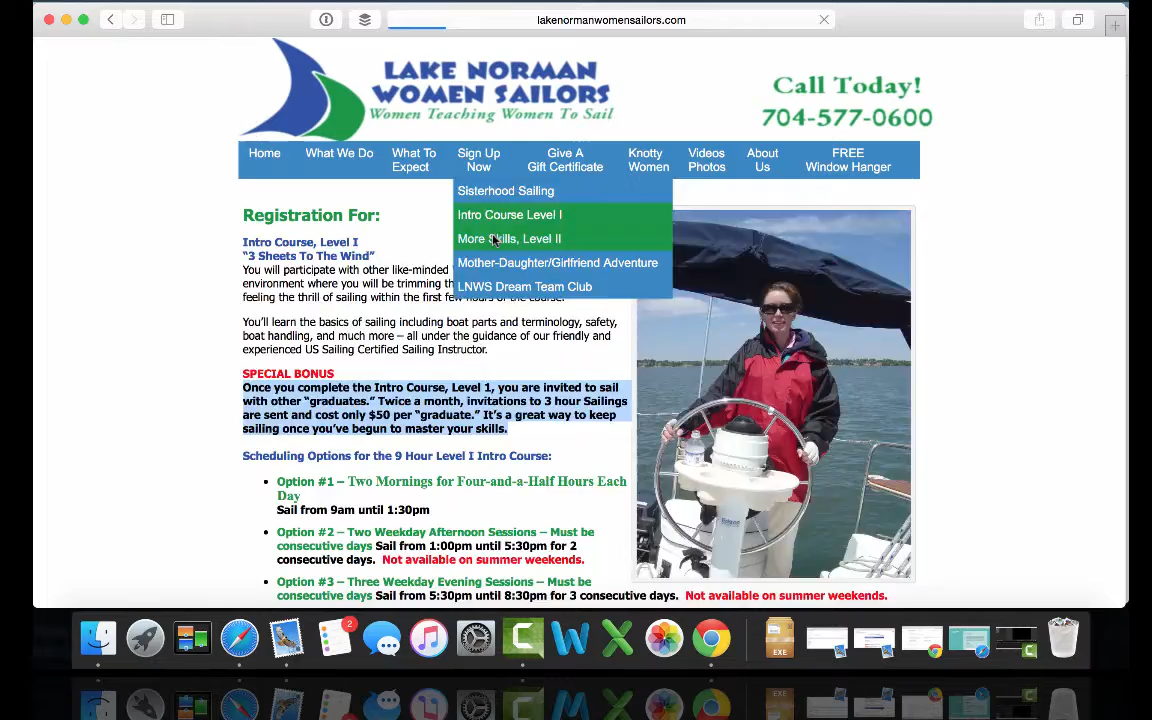 lakenormanwomensailors.com
LAKE NORMAN
WOMEN SAILORS
Women Teaching Women To Sail
Call Today!
704-577-0600
Home
What We Do
What To
Expect
Sign Up
Now
Give A
Gift Certificate
Knotty
Women
Videos
Photos
About
Us
FREE
Window Hanger
Sisterhood Sailing
Intro Course Level I
More Skills, Level II
Mother-Daughter/Girlfriend Adventure
LNWS Dream Team Club
Registration For:
Intro Course, Level I
“3 Sheets To The Wind”
You will participate with other like-minded
environment where you will be trimming th
feeling the thrill of sailing within the first few hours of the course.
You’ll learn the basics of sailing including boat parts and terminology, safety,
boat handling, and much more – all under the guidance of our friendly and
experienced US Sailing Certified Sailing Instructor.
SPECIAL BONUS
Once you complete the Intro Course, Level 1, you are invited to sail
with other “graduates.” Twice a month, invitations to 3 hour Sailings
are sent and cost only $50 per “graduate.” It’s a great way to keep
sailing once you’ve begun to master your skills.
Scheduling Options for the 9 Hour Level I Intro Course:
• Option #1 – Two Mornings for Four-and-a-Half Hours Each
Day
Sail from 9am until 1:30pm
• Option #2 – Two Weekday Afternoon Sessions – Must be
consecutive days Sail from 1:00pm until 5:30pm for 2
consecutive days. Not available on summer weekends.
• Option #3 – Three Weekday Evening Sessions – Must be
consecutive days Sail from 5:30pm until 8:30pm for 3 consecutive days. Not available on summer weekends.
2
EXE